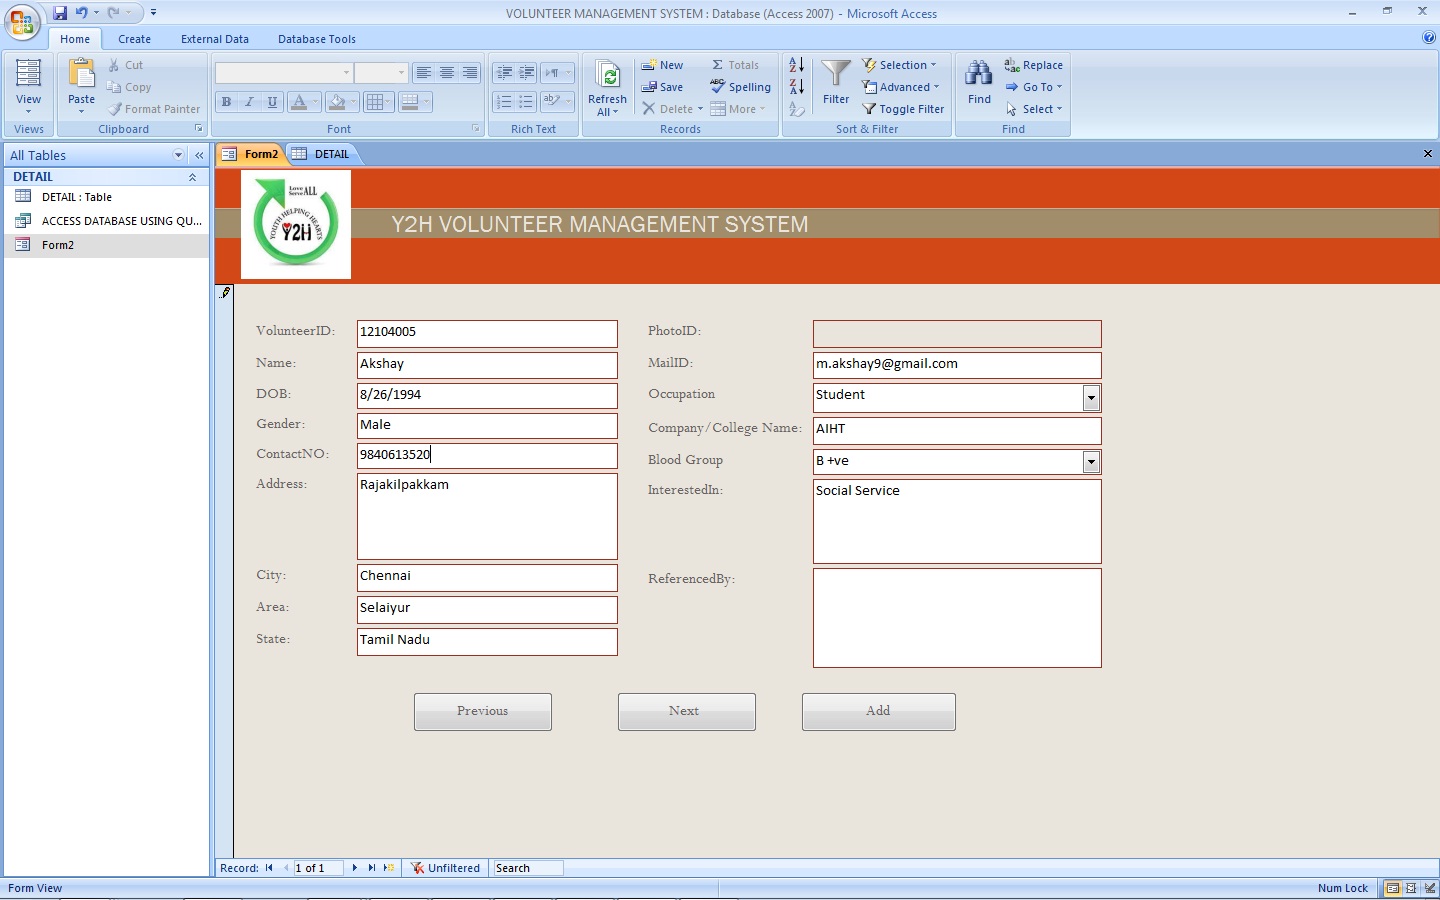 VOLUNTEER MANAGEMENT SYSTEM : Database (Access 2007) - Microsoft Access
Home Create External Data Database Tools
View
Views
Paste
Cut
Copy
Format Painter
Clipboard
B I U A
Font
Rich Text
Refresh All
New
Save
Delete
Totals
Spelling
More
Records
Filter
Selection
Advanced
Toggle Filter
Sort & Filter
Find
Replace
Go To
Select
Find
All Tables
DETAIL
DETAIL : Table
ACCESS DATABASE USING QU...
Form2
Form2 DETAIL
Love ALL
Serve
YOUTH HELPING HEARTS
Y2H
Y2H VOLUNTEER MANAGEMENT SYSTEM
VolunteerID: 12104005
Name: Akshay
DOB: 8/26/1994
Gender: Male
ContactNO: 9840613520
Address: Rajakilpakkam
City: Chennai
Area: Selaiyur
State: Tamil Nadu
PhotoID:
MailID: m.akshay9@gmail.com
Occupation Student
Company/College Name: AIHT
Blood Group B +ve
InterestedIn: Social Service
ReferencedBy:
Previous Next Add
Record: 1 of 1 Unfiltered Search
Form View Num Lock